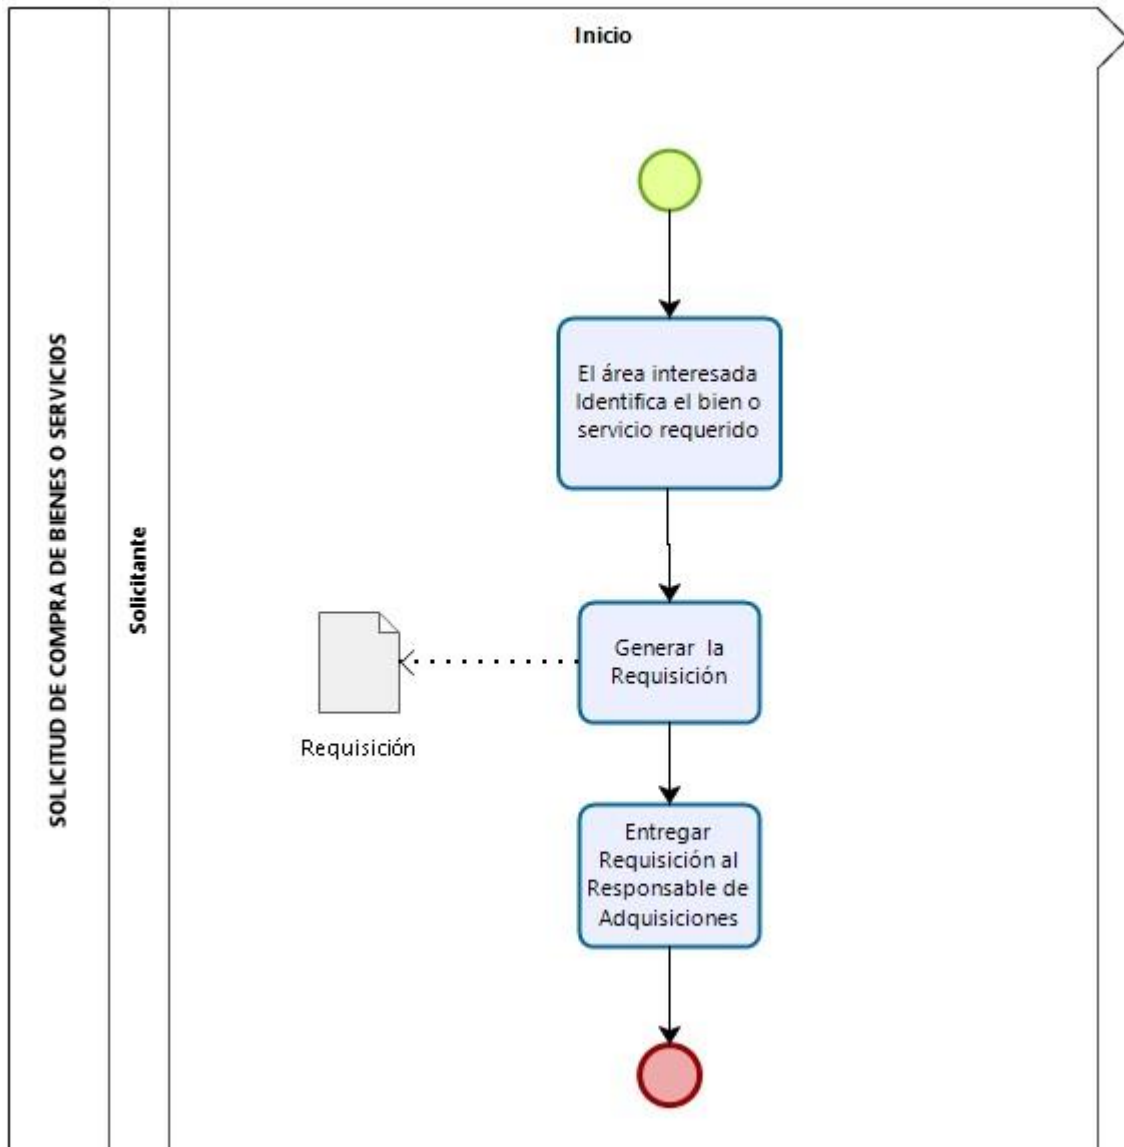 Inicio
SOLICITUD DE COMPRA DE BIENES O SERVICIOS
Solicitante
El área interesada
Identifica el bien o
servicio requerido
Generar la
Requisición
Requisición
Entregar
Requisición al
Responsable de
Adquisiciones